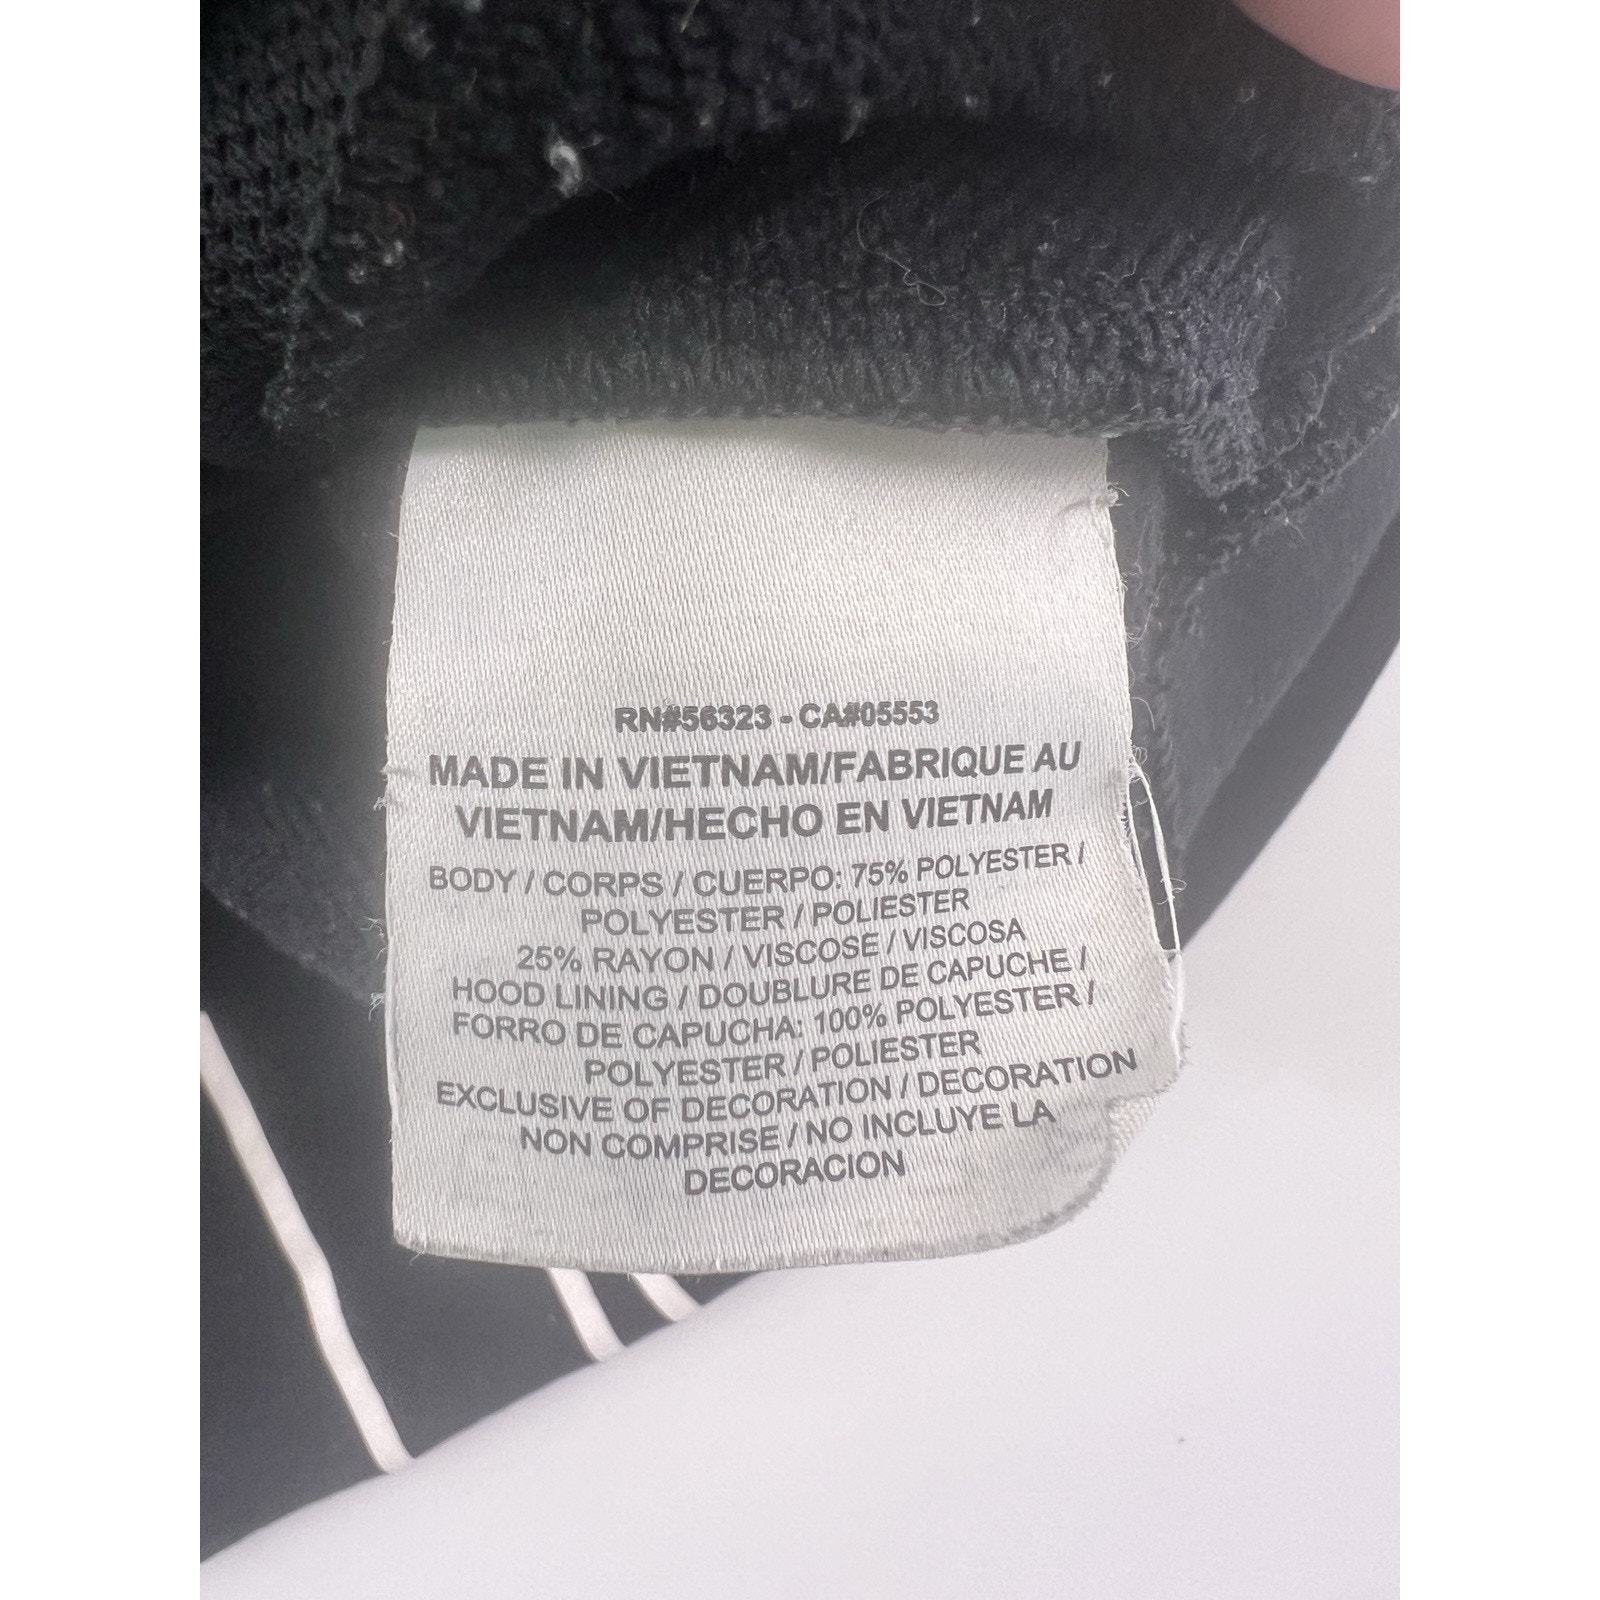 RN#56323 - CA#05553
MADE IN VIETNAM/FABRIQUE AU
VIETNAM/HECHO EN VIETNAM
BODY / CORPS / CUERPO: 75% POLYESTER /
POLYESTER / POLIESTER
25% RAYON / VISCOSE / VISCOSA
HOOD LINING / DOUBLURE DE CAPUCHE /
FORRO DE CAPUCHA: 100% POLYESTER /
POLYESTER / POLIESTER
EXCLUSIVE OF DECORATION / DECORATION
NON COMPRISE / NO INCLUYE LA
DECORACION